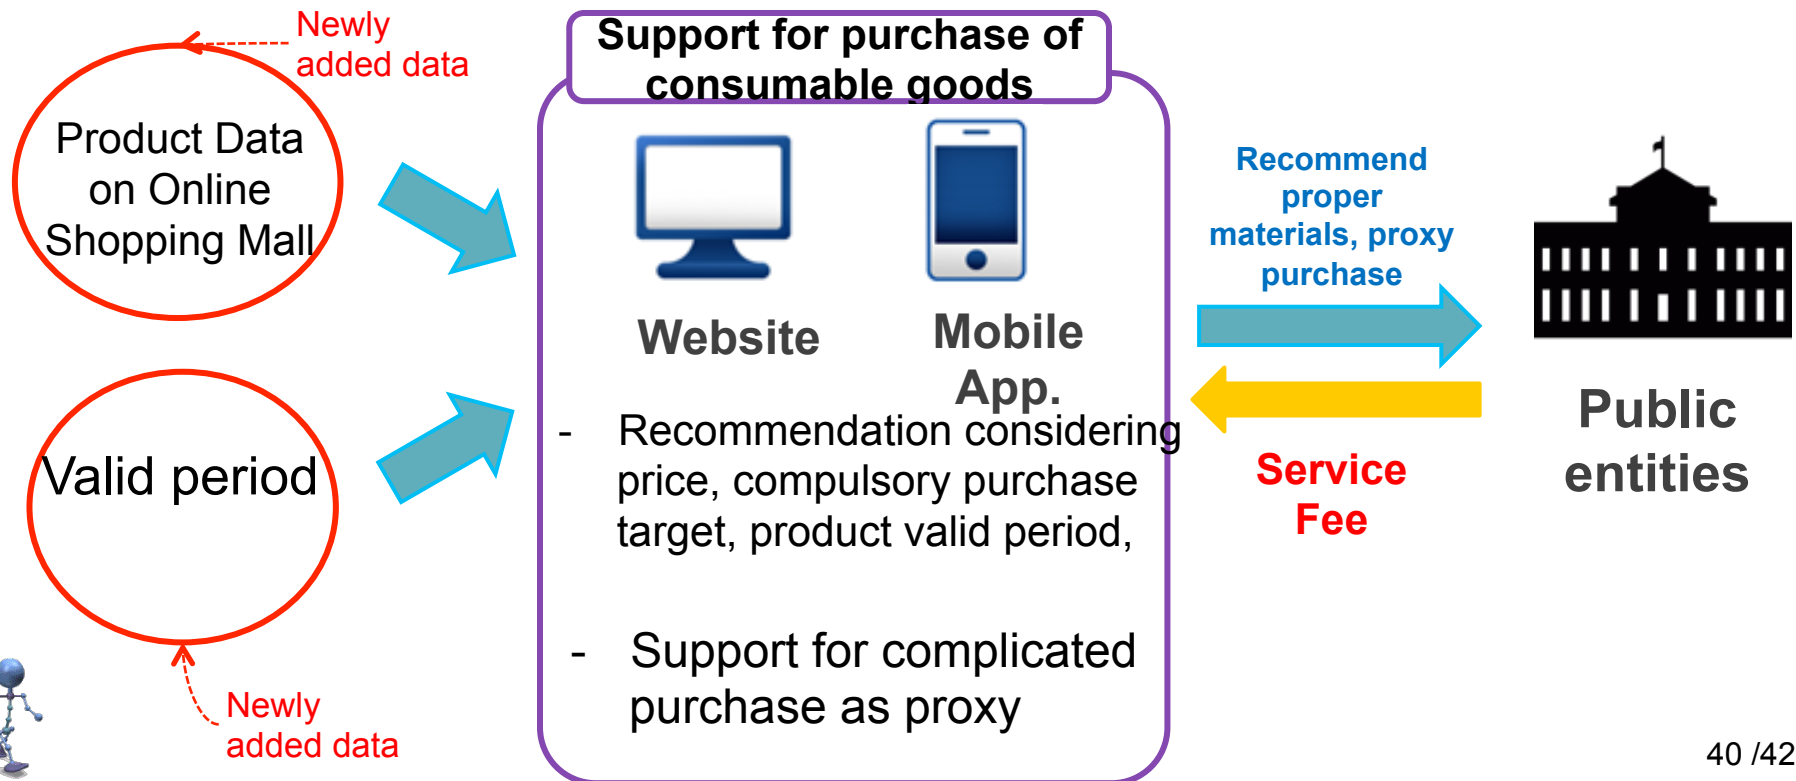 Newly
added data
Product Data
on Online
Shopping Mall
Valid period
Newly
added data
Support for purchase of
consumable goods
Website
Mobile
App.
- Recommendation considering
price, compulsory purchase
target, product valid period,
- Support for complicated
purchase as proxy
Recommend
proper
materials, proxy
purchase
Service
Fee
Public
entities
40 /42